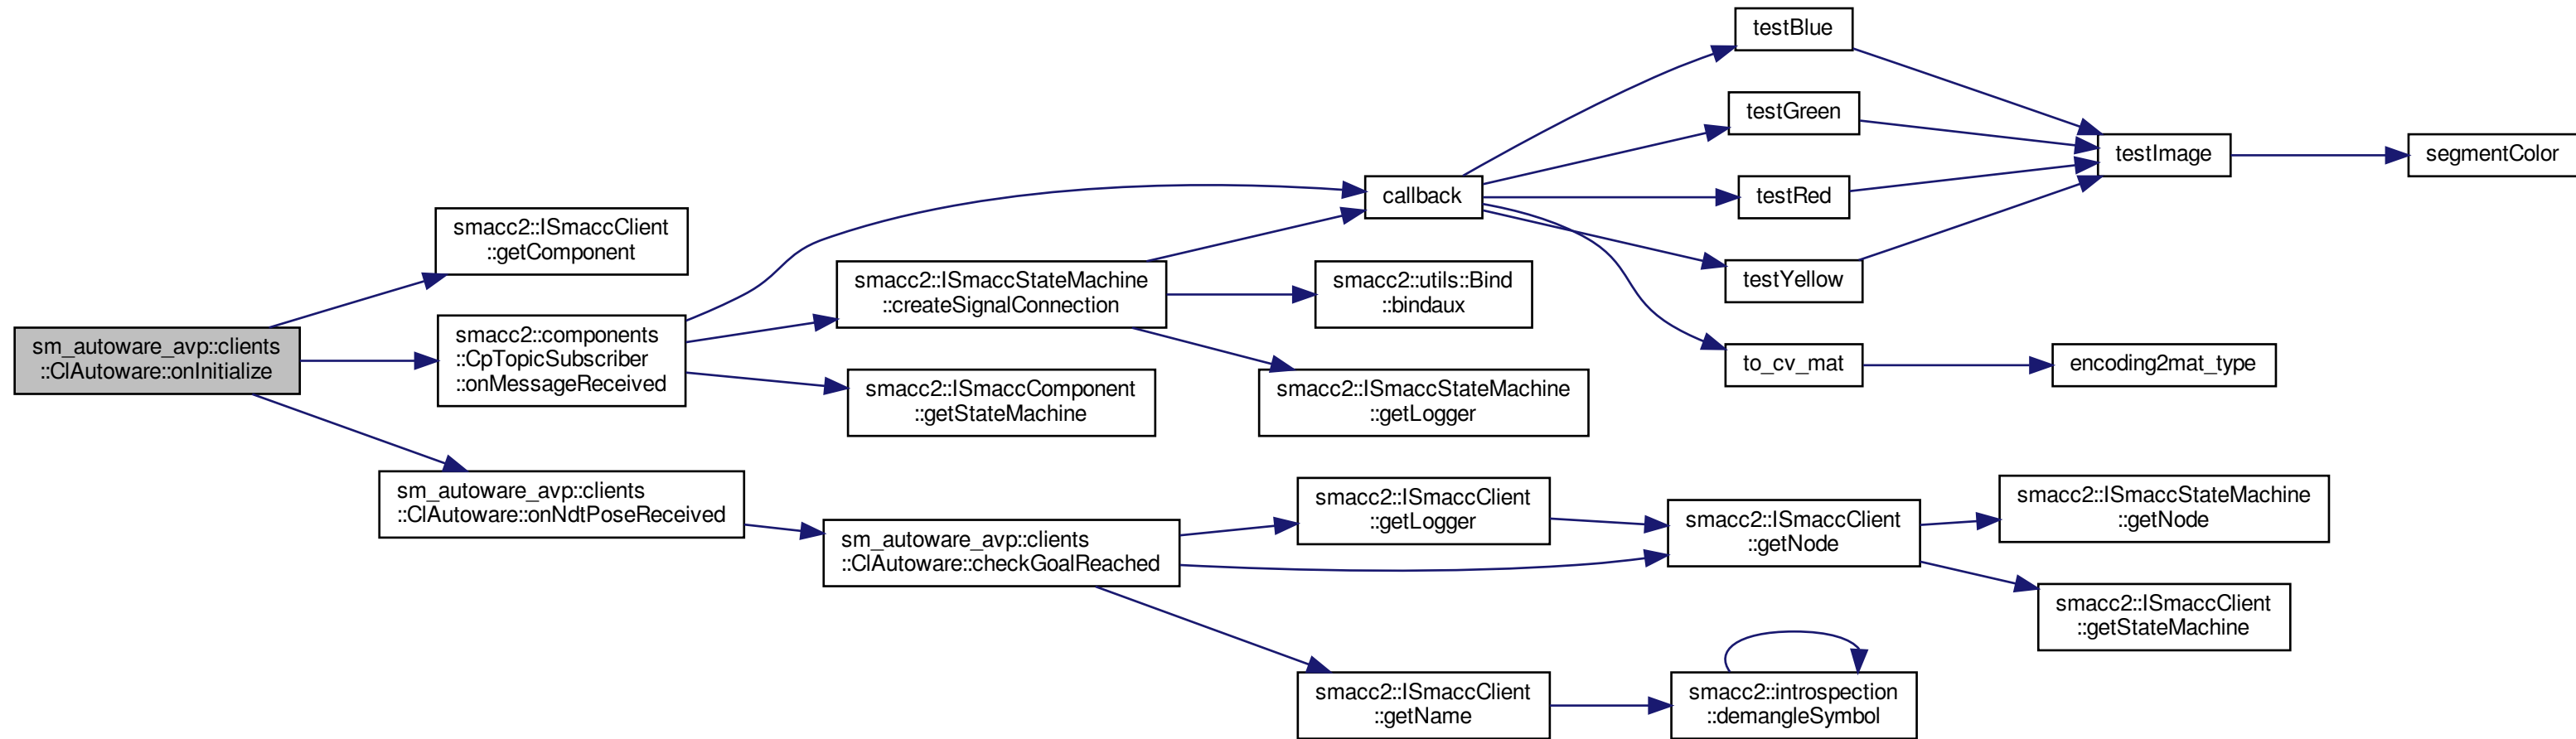 sm_autoware_avp::clients
::ClAutoware::onInitialize
smacc2::ISmaccClient
::getComponent
smacc2::components
::CpTopicSubscriber
::onMessageReceived
sm_autoware_avp::clients
::ClAutoware::onNdtPoseReceived
smacc2::ISmaccStateMachine
::createSignalConnection
smacc2::ISmaccComponent
::getStateMachine
sm_autoware_avp::clients
::ClAutoware::checkGoalReached
callback
smacc2::utils::Bind
::bindaux
smacc2::ISmaccStateMachine
::getLogger
smacc2::ISmaccClient
::getLogger
smacc2::ISmaccClient
::getName
testBlue
testGreen
testRed
testYellow
to_cv_mat
smacc2::ISmaccClient
::getNode
smacc2::introspection
::demangleSymbol
testImage
encoding2mat_type
smacc2::ISmaccStateMachine
::getNode
smacc2::ISmaccClient
::getStateMachine
segmentColor